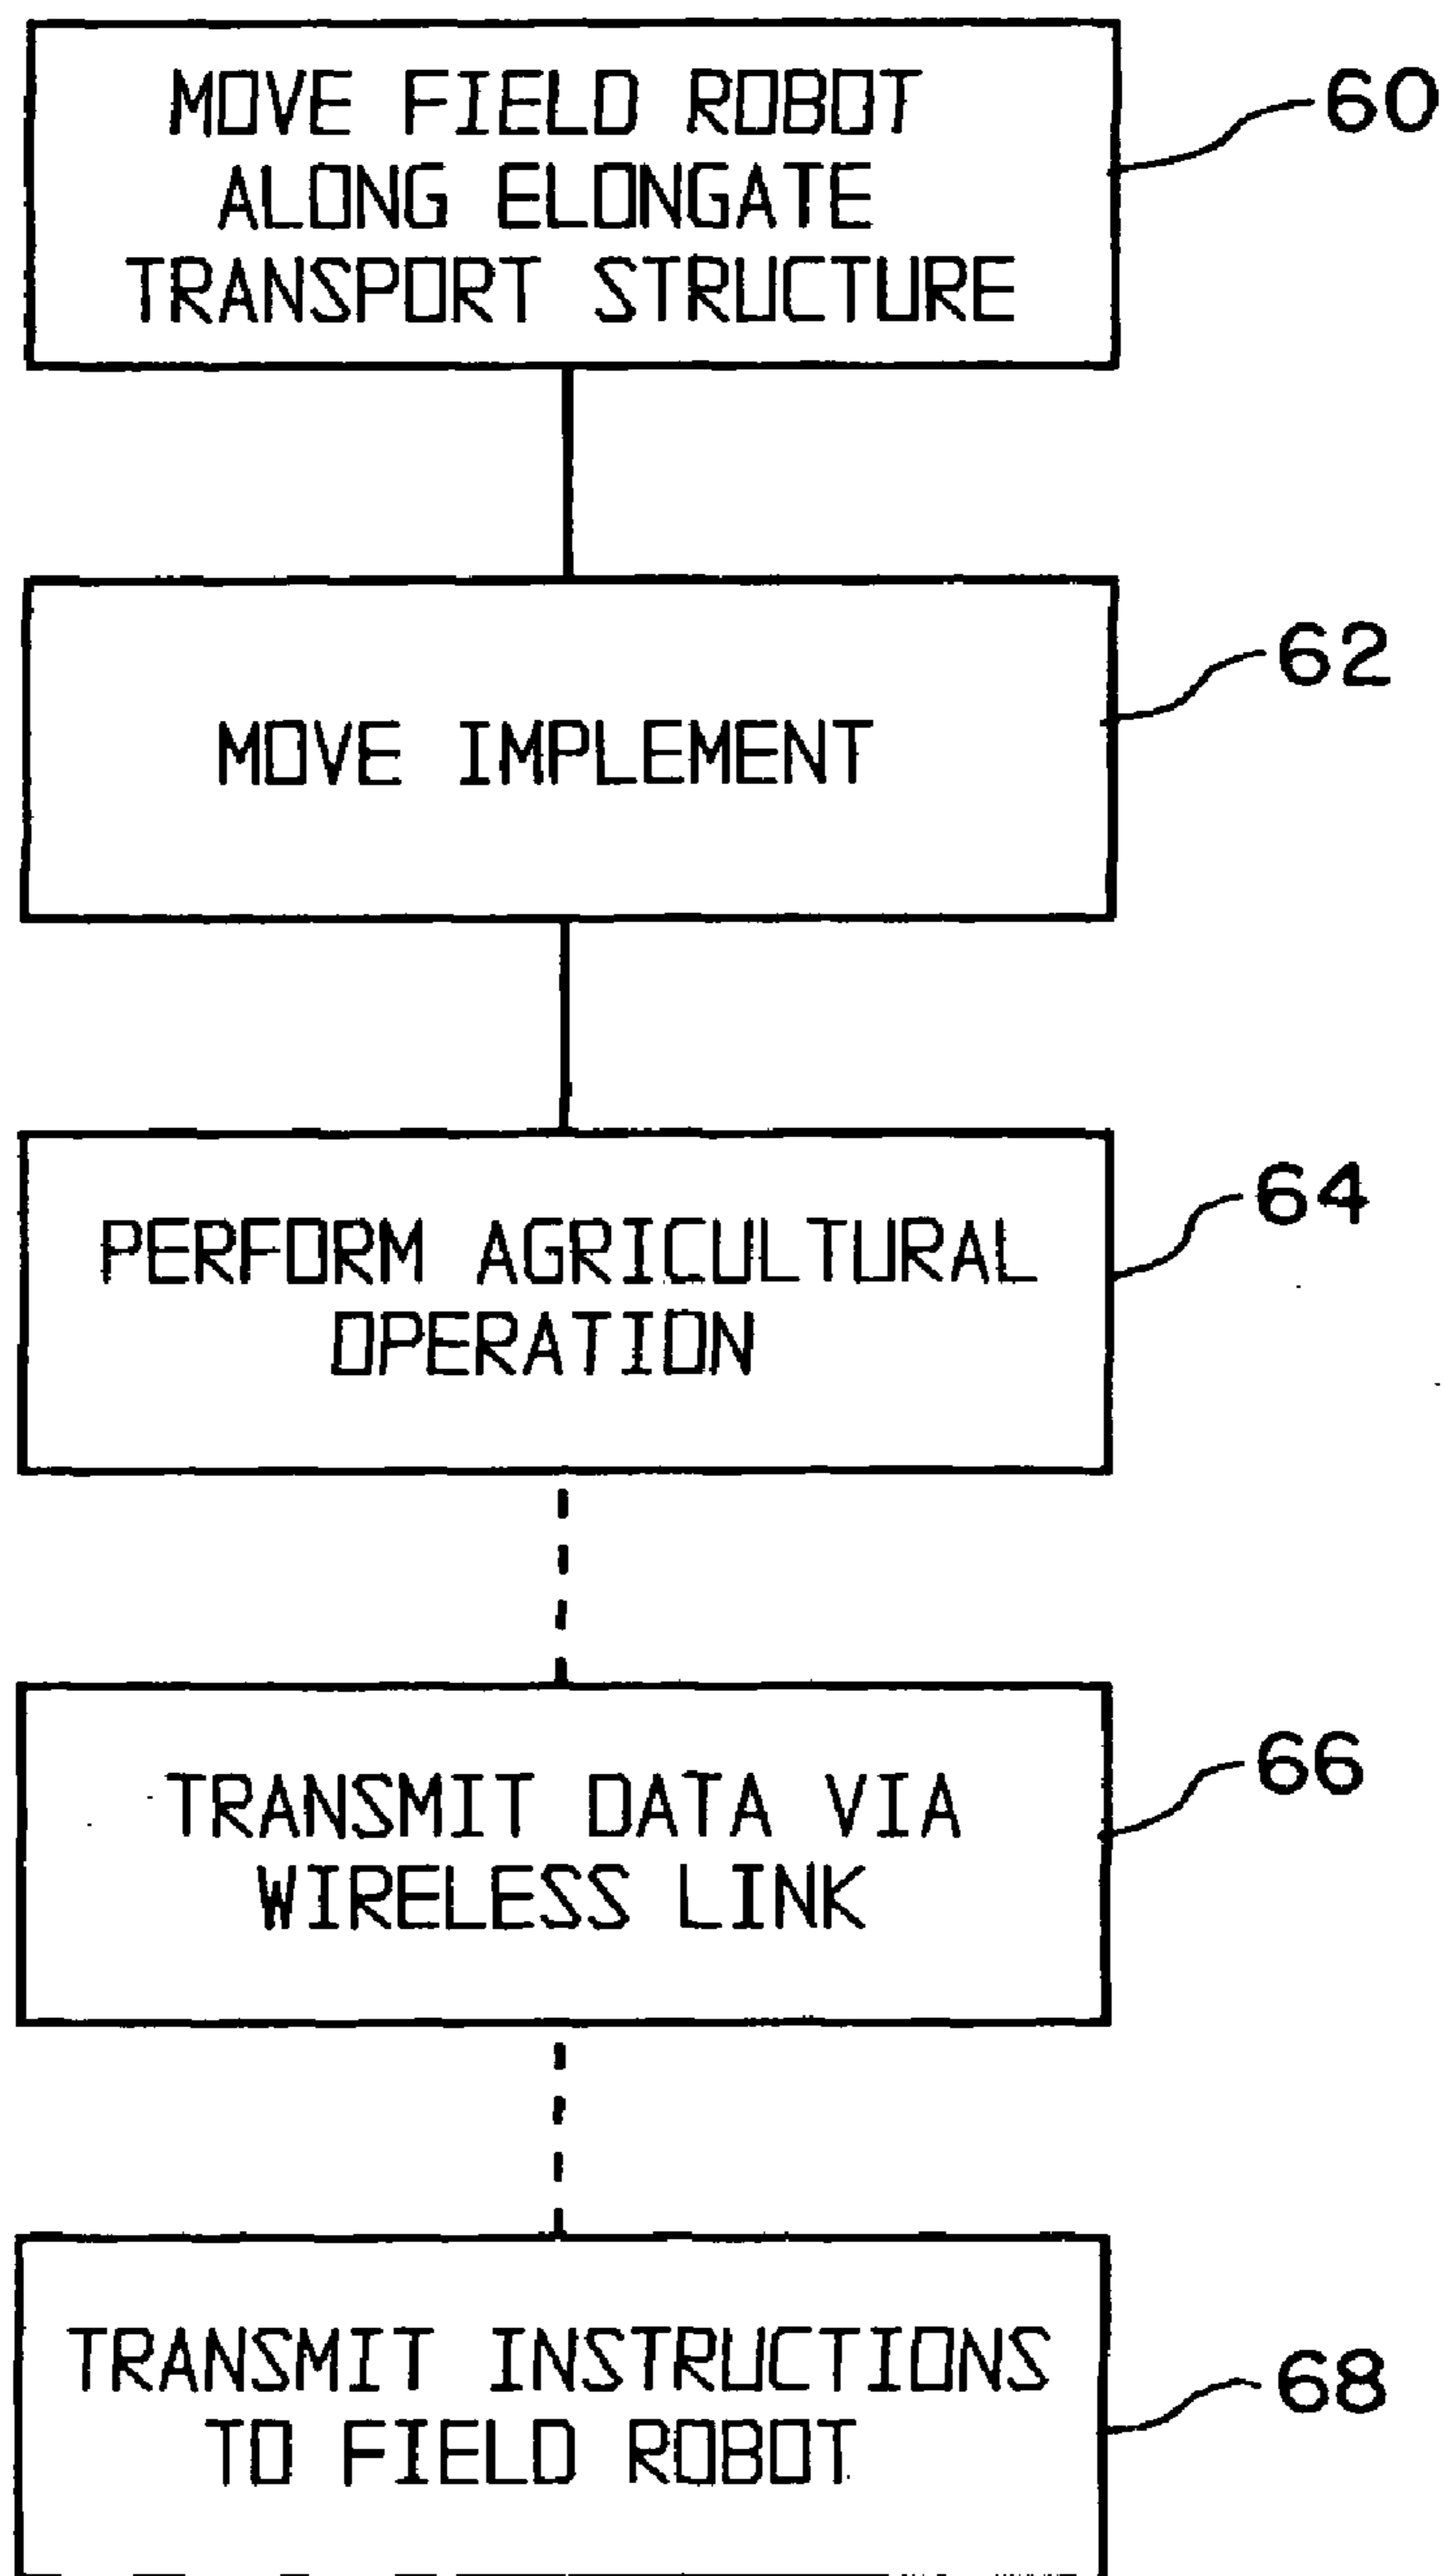 MOVE FIELD ROBOT
ALONG ELONGATE
TRANSPORT STRUCTURE
60
MOVE IMPLEMENT
62
PERFORM AGRICULTURAL
OPERATION
64
TRANSMIT DATA VIA
WIRELESS LINK
66
TRANSMIT INSTRUCTIONS
TO FIELD ROBOT
68